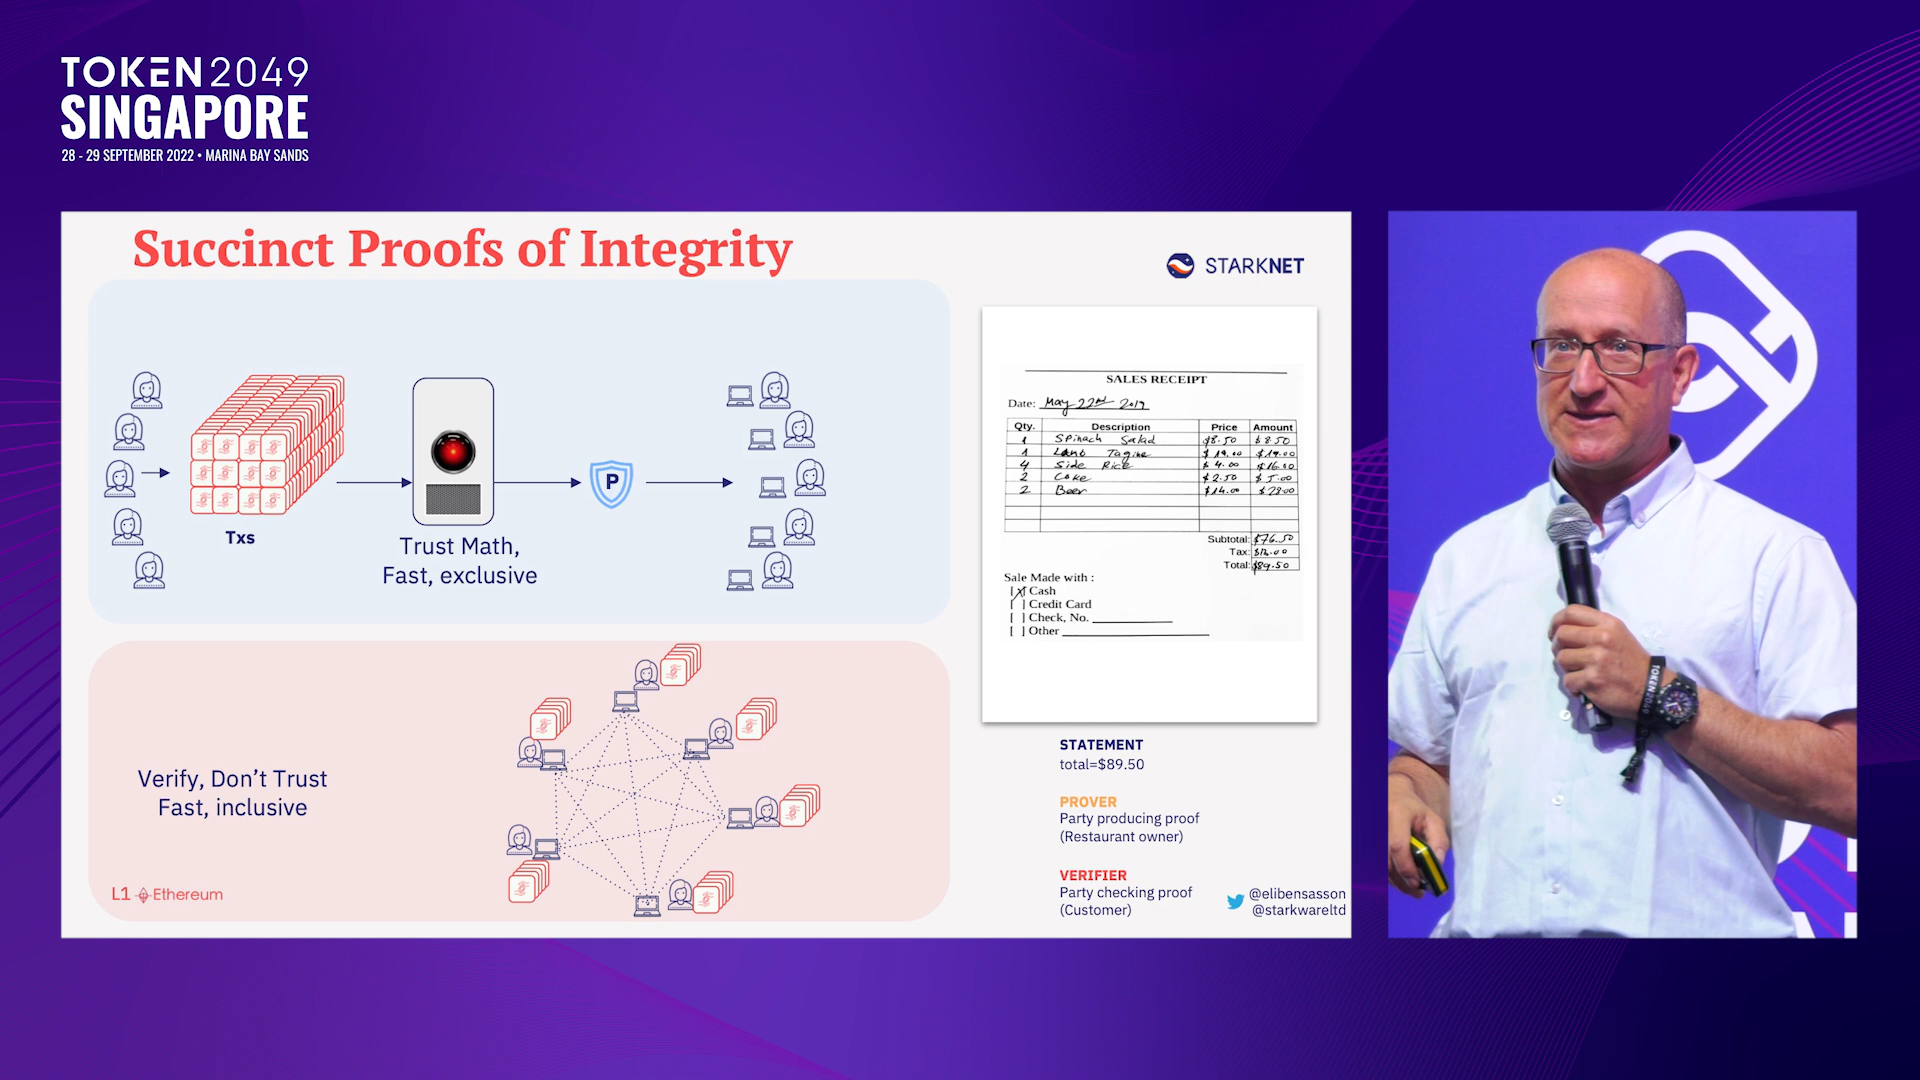 TOKEN2049
SINGAPORE
28 - 29 SEPTEMBER 2022 • MARINA BAY SANDS
Succinct Proofs of Integrity
STARKNET
Txs
Trust Math,
Fast, exclusive
P
Verify, Don't Trust
Fast, inclusive
L1 Ethereum
SALES RECEIPT
Date: May 22nd 2019
Qty. Description Price Amount
1 Spinach Salad $8.50 $8.50
1 Lamb Tagine $19.00 $19.00
4 Side Rice $4.00 $16.00
2 Coke $2.50 $5.00
2 Beer $14.00 $28.00
Subtotal: $76.50
Tax: $13.00
Total: $89.50
Sale Made with :
[X] Cash
[ ] Credit Card
[ ] Check, No.
[ ] Other
STATEMENT
total=$89.50
PROVER
Party producing proof
(Restaurant owner)
VERIFIER
Party checking proof
(Customer)
@elibensasson
@starkwareltd
TOKEN2049